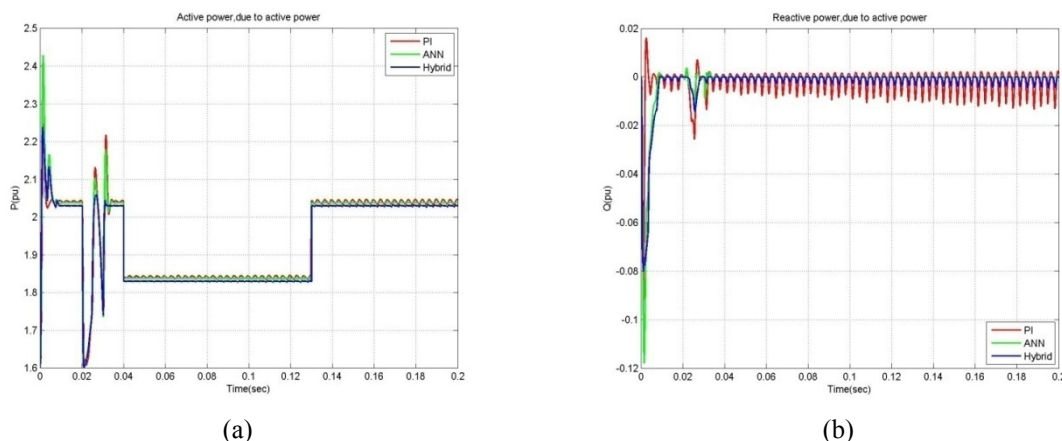 Active power,due to active power
2.5
2.4
2.3
2.2
2.1
2
1.9
1.8
1.7
1.6
P(pu)
PI
ANN
Hybrid
0 0.02 0.04 0.06 0.08 0.1 0.12 0.14 0.16 0.18 0.2
Time(sec)
(a)
Reactive power,due to active power
0.02
0
-0.02
-0.04
-0.06
-0.08
-0.1
-0.12
Q(pu)
PI
ANN
Hybrid
0 0.02 0.04 0.06 0.08 0.1 0.12 0.14 0.16 0.18 0.2
Time(sec)
(b)